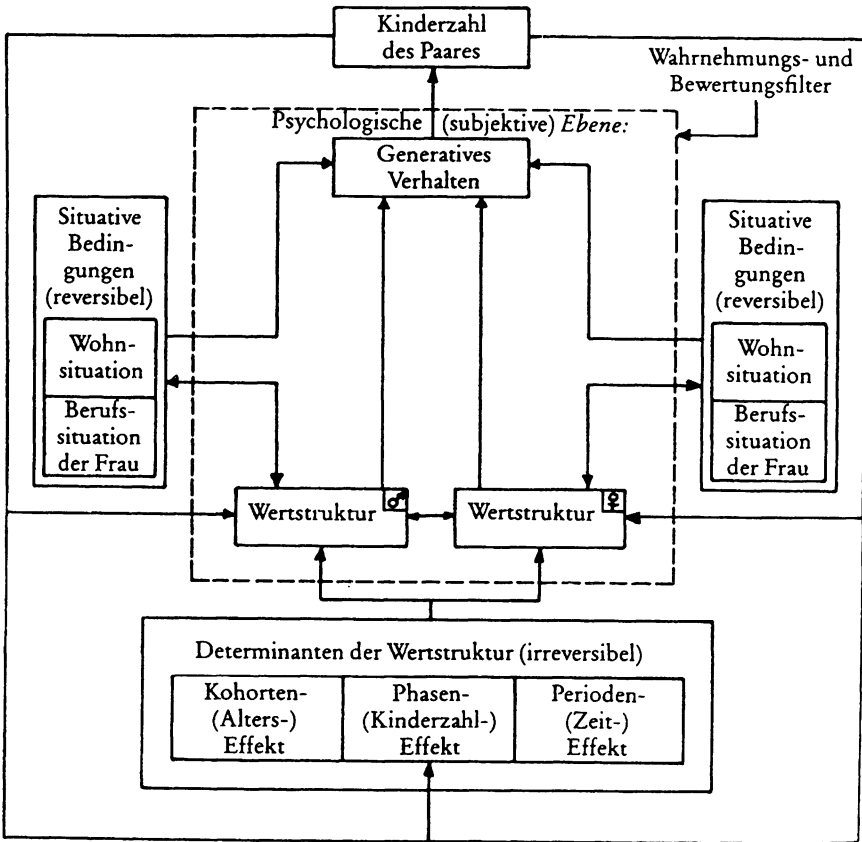 Kinderzahl
des Paares
Wahrnehmungs- und
Bewertungsfilter
Psychologische (subjektive) Ebene:
Generatives
Verhalten
Situative
Bedin-
gungen
(reversibel)
Wohn-
situation
Berufs-
situation
der Frau
Situative
Bedin-
gungen
(reversibel)
Wohn-
situation
Berufs-
situation
der Frau
Wertstruktur ♂
Wertstruktur ♀
Determinanten der Wertstruktur (irreversibel)
Kohorten-
(Alters-)
Effekt
Phasen-
(Kinderzahl-)
Effekt
Perioden-
(Zeit-)
Effekt